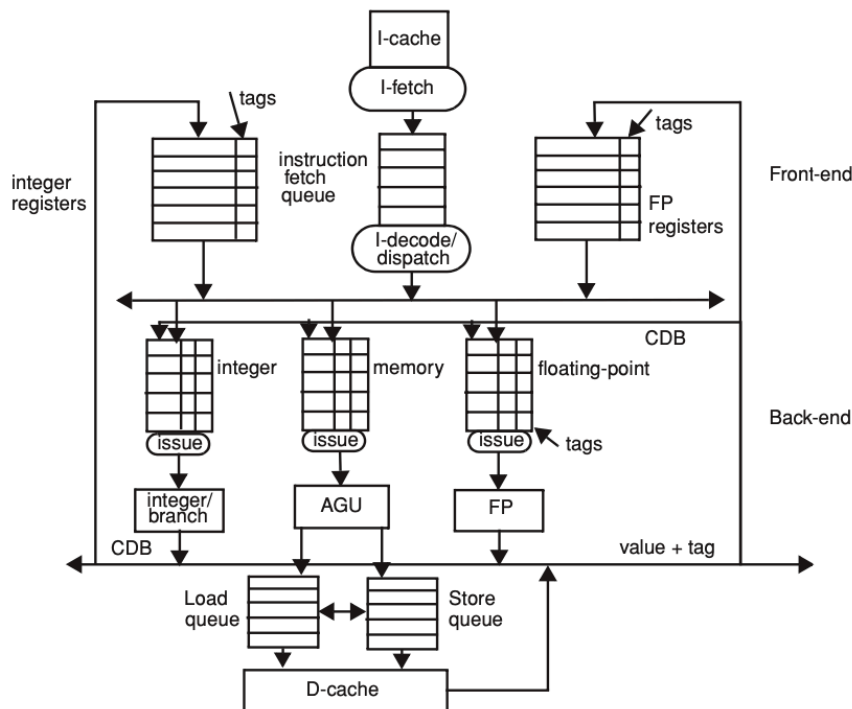 I-cache
I-fetch
tags
tags
integer
registers
instruction
fetch
queue
FP
registers
Front-end
I-decode/
dispatch
CDB
integer
memory
floating-point
Back-end
issue
issue
issue
tags
integer/
branch
AGU
FP
CDB
value + tag
Load
queue
Store
queue
D-cache